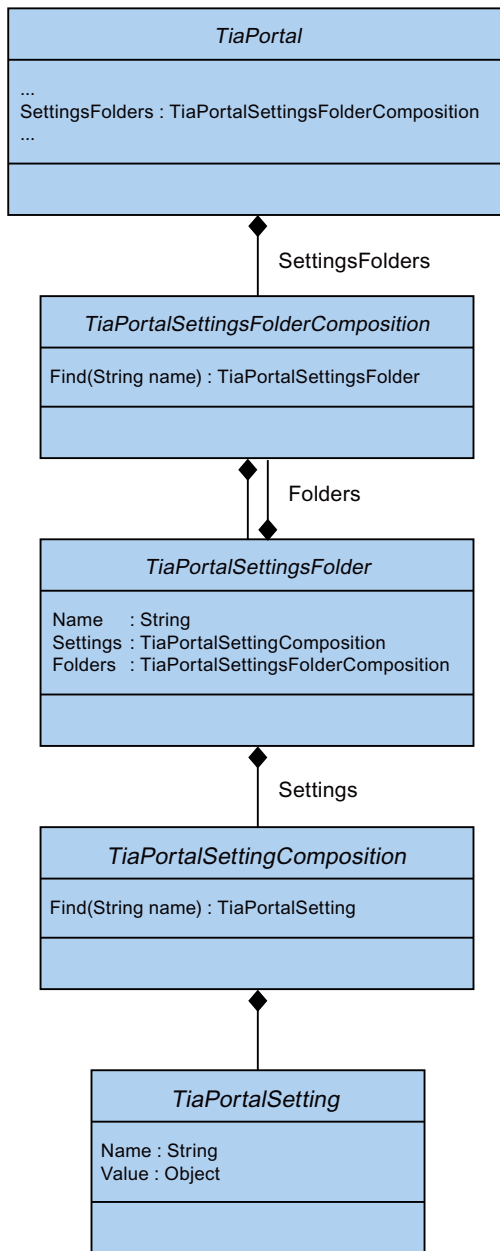 TiaPortal
...
SettingsFolders : TiaPortalSettingsFolderComposition
...
SettingsFolders
TiaPortalSettingsFolderComposition
Find(String name) : TiaPortalSettingsFolder
Folders
TiaPortalSettingsFolder
Name : String
Settings : TiaPortalSettingComposition
Folders : TiaPortalSettingsFolderComposition
Settings
TiaPortalSettingComposition
Find(String name) : TiaPortalSetting
TiaPortalSetting
Name : String
Value : Object